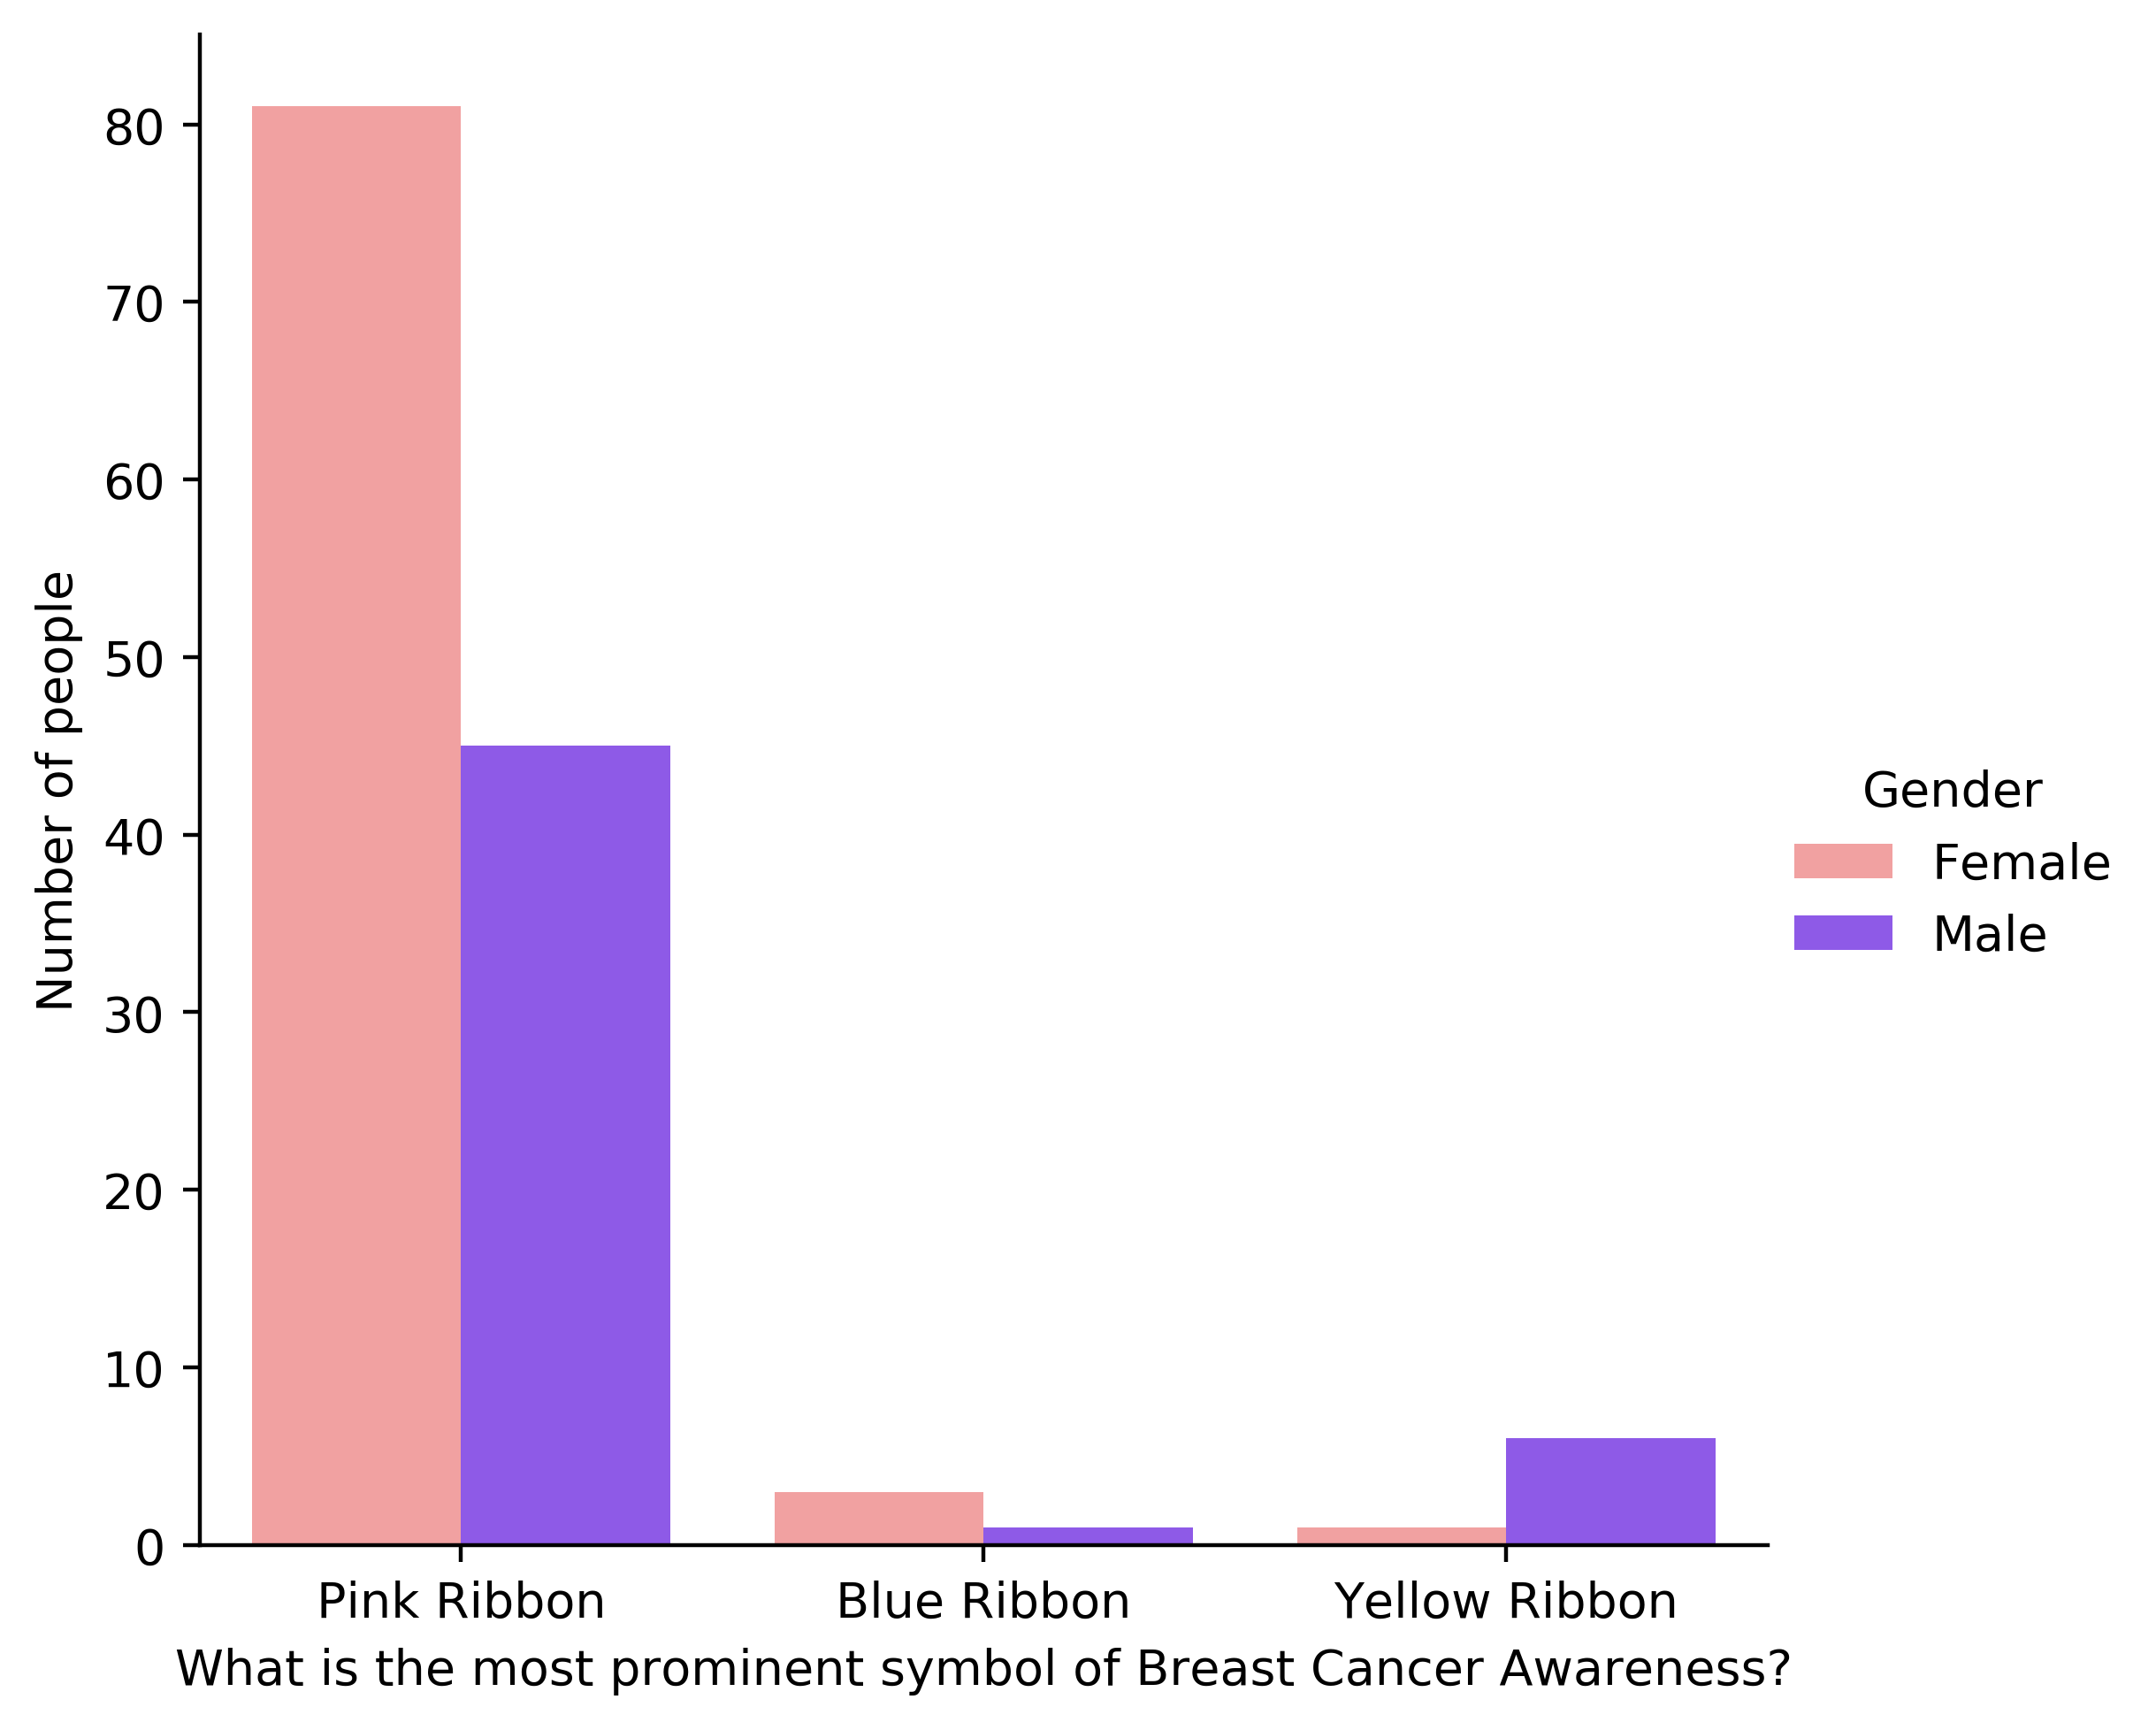 Number of people
80
70
60
50
40
30
20
10
0
Pink Ribbon
Blue Ribbon
Yellow Ribbon
What is the most prominent symbol of Breast Cancer Awareness?
Gender
Female
Male